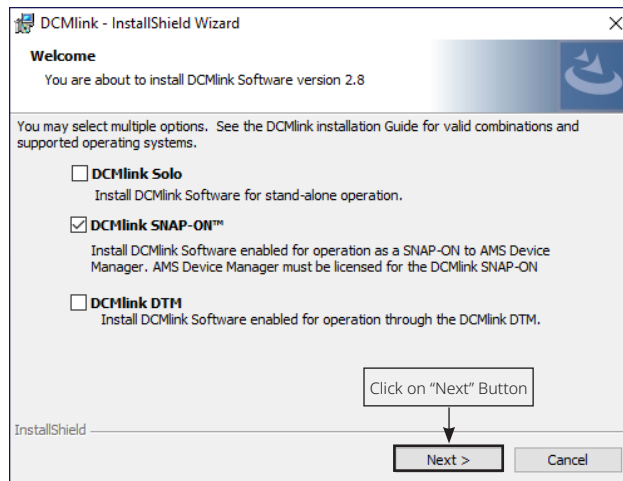 DCMlink - InstallShield Wizard
Welcome
You are about to install DCMlink Software version 2.8
You may select multiple options. See the DCMlink installation Guide for valid combinations and
supported operating systems.
DCMlink Solo
Install DCMlink Software for stand-alone operation.
DCMlink SNAP-ON™
Install DCMlink Software enabled for operation as a SNAP-ON to AMS Device
Manager. AMS Device Manager must be licensed for the DCMlink SNAP-ON
DCMlink DTM
Install DCMlink Software enabled for operation through the DCMlink DTM.
Click on “Next” Button
InstallShield
Next >
Cancel